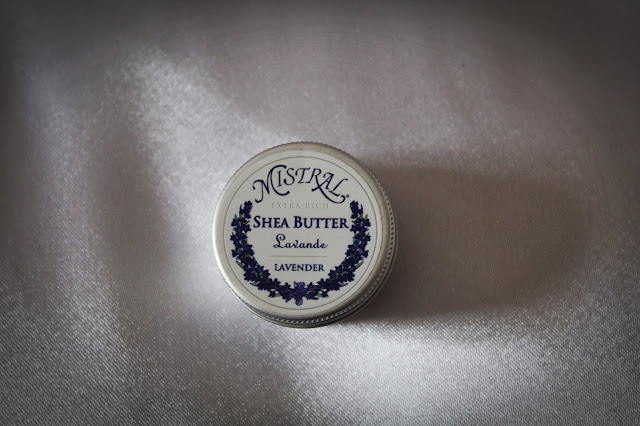 MISTRAL®
EXTRA RICH
SHEA BUTTER
Lavande
LAVENDER